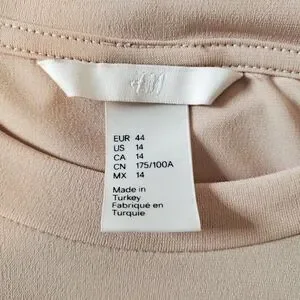 H&M
EUR 44
US 14
CA 14
CN 175/100A
MX 14
Made in
Turkey
Fabriqué en
Turquie